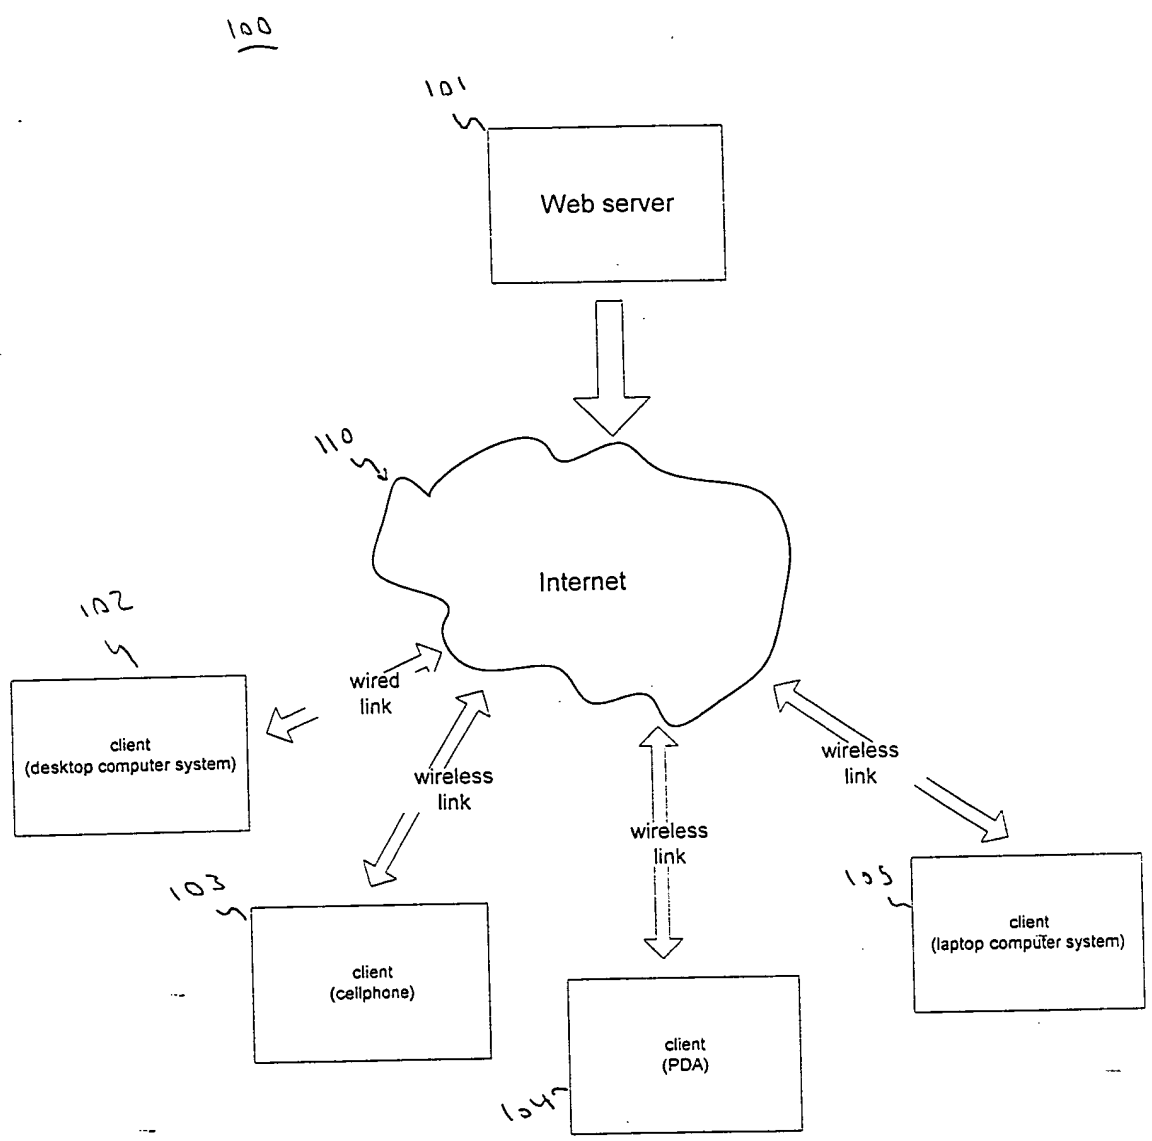 100
101
Web server
110
Internet
102
wired
link
client
(desktop computer system)
wireless
link
wireless
link
wireless
link
103
client
(cellphone)
105
client
(laptop computer system)
client
(PDA)
104